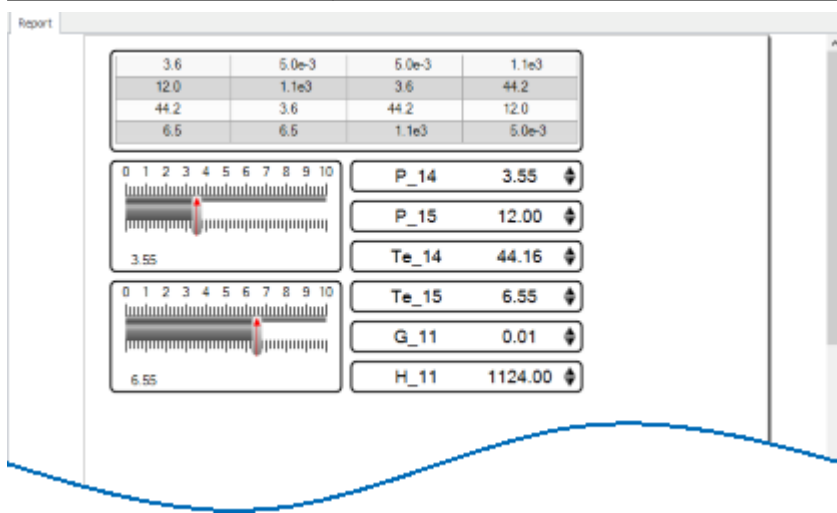 Report
3.6 5.0e-3 5.0e-3 1.1e3
12.0 1.1e3 3.6 44.2
44.2 3.6 44.2 12.0
6.5 6.5 1.1e3 5.0e-3
0 1 2 3 4 5 6 7 8 9 10
3.55
0 1 2 3 4 5 6 7 8 9 10
6.55
P_14 3.55
P_15 12.00
Te_14 44.16
Te_15 6.55
G_11 0.01
H_11 1124.00